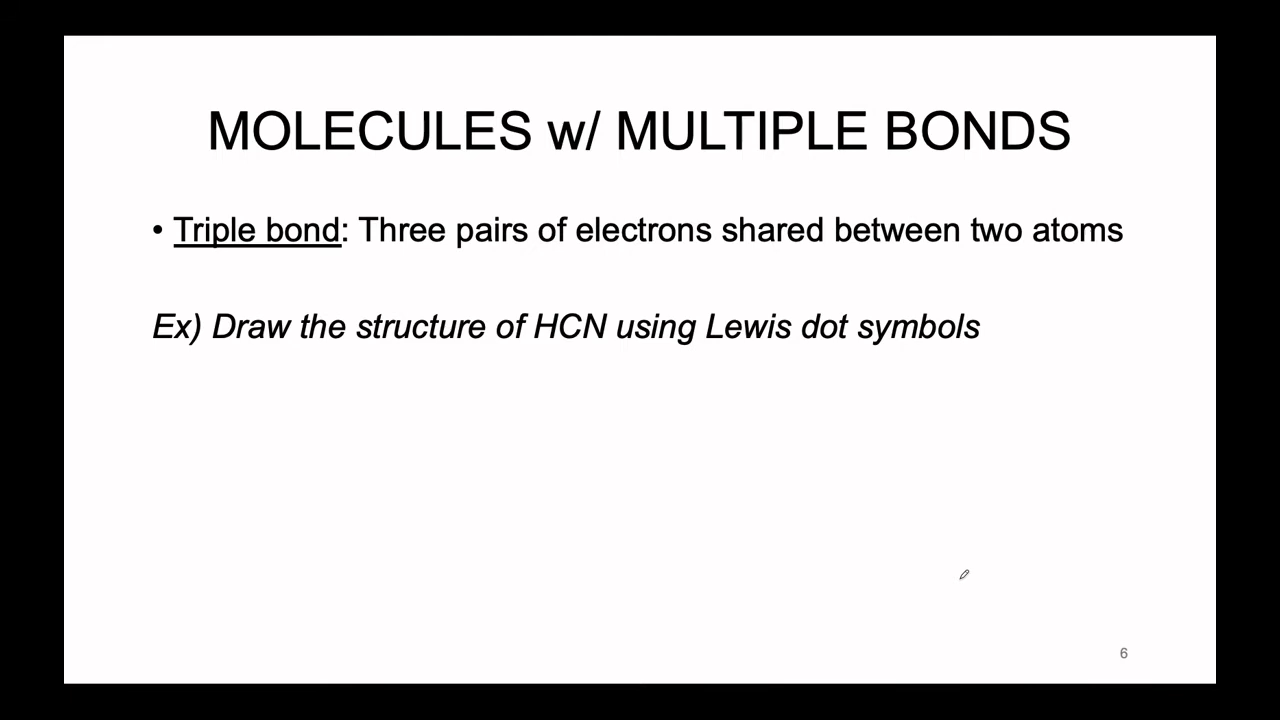 MOLECULES w/ MULTIPLE BONDS
• Triple bond: Three pairs of electrons shared between two atoms
Ex) Draw the structure of HCN using Lewis dot symbols
6